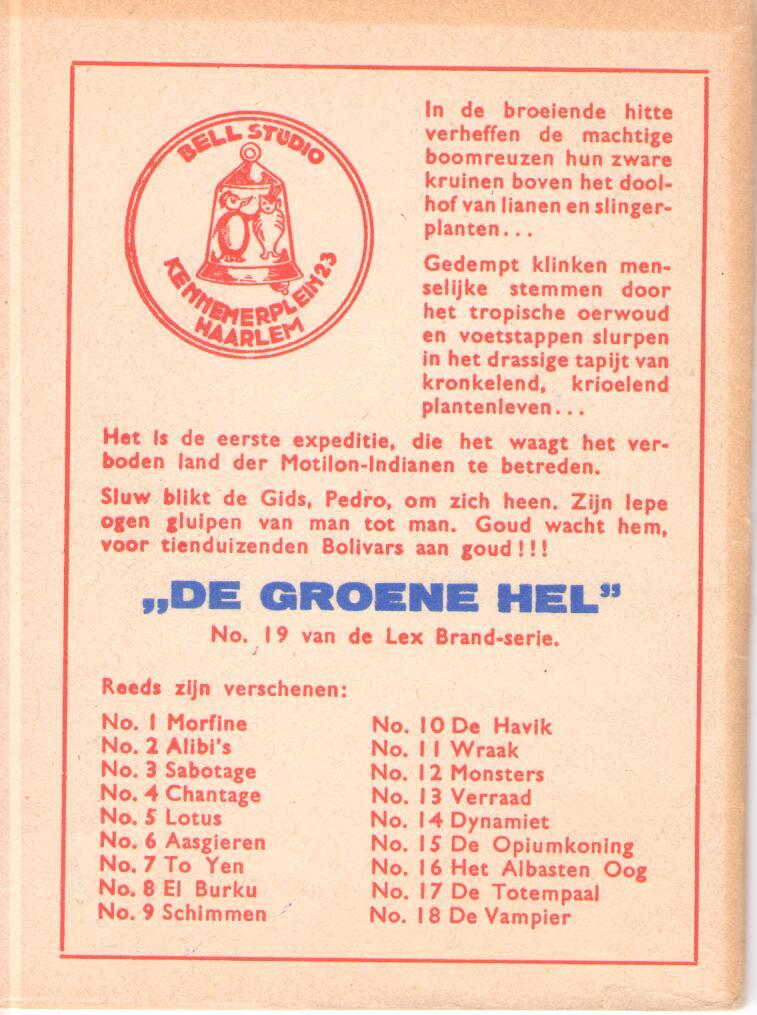 BELL STUDIO
KENNEMERPLEIN 23
HAARLEM
In de broeiende hitte
verheffen de machtige
boomreuzen hun zware
kruinen boven het dool-
hof van lianen en slinger-
planten...
Gedempt klinken men-
selijke stemmen door
het tropische oerwoud
en voetstappen slurpen
in het drassige tapijt van
kronkelend, krioelend
plantenleven...
Het is de eerste expeditie, die het waagt het ver-
boden land der Motilon-Indianen te betreden.
Sluw blikt de Gids, Pedro, om zich heen. Zijn lepe
ogen gluipen van man tot man. Goud wacht hem,
voor tienduizenden Bolivars aan goud!!!
„DE GROENE HEL”
No. 19 van de Lex Brand-serie.
Reeds zijn verschenen:
No. 1 Morfine
No. 2 Alibi's
No. 3 Sabotage
No. 4 Chantage
No. 5 Lotus
No. 6 Aasgieren
No. 7 To Yen
No. 8 El Burku
No. 9 Schimmen
No. 10 De Havik
No. 11 Wraak
No. 12 Monsters
No. 13 Verraad
No. 14 Dynamiet
No. 15 De Opiumkoning
No. 16 Het Albasten Oog
No. 17 De Totempaal
No. 18 De Vampier